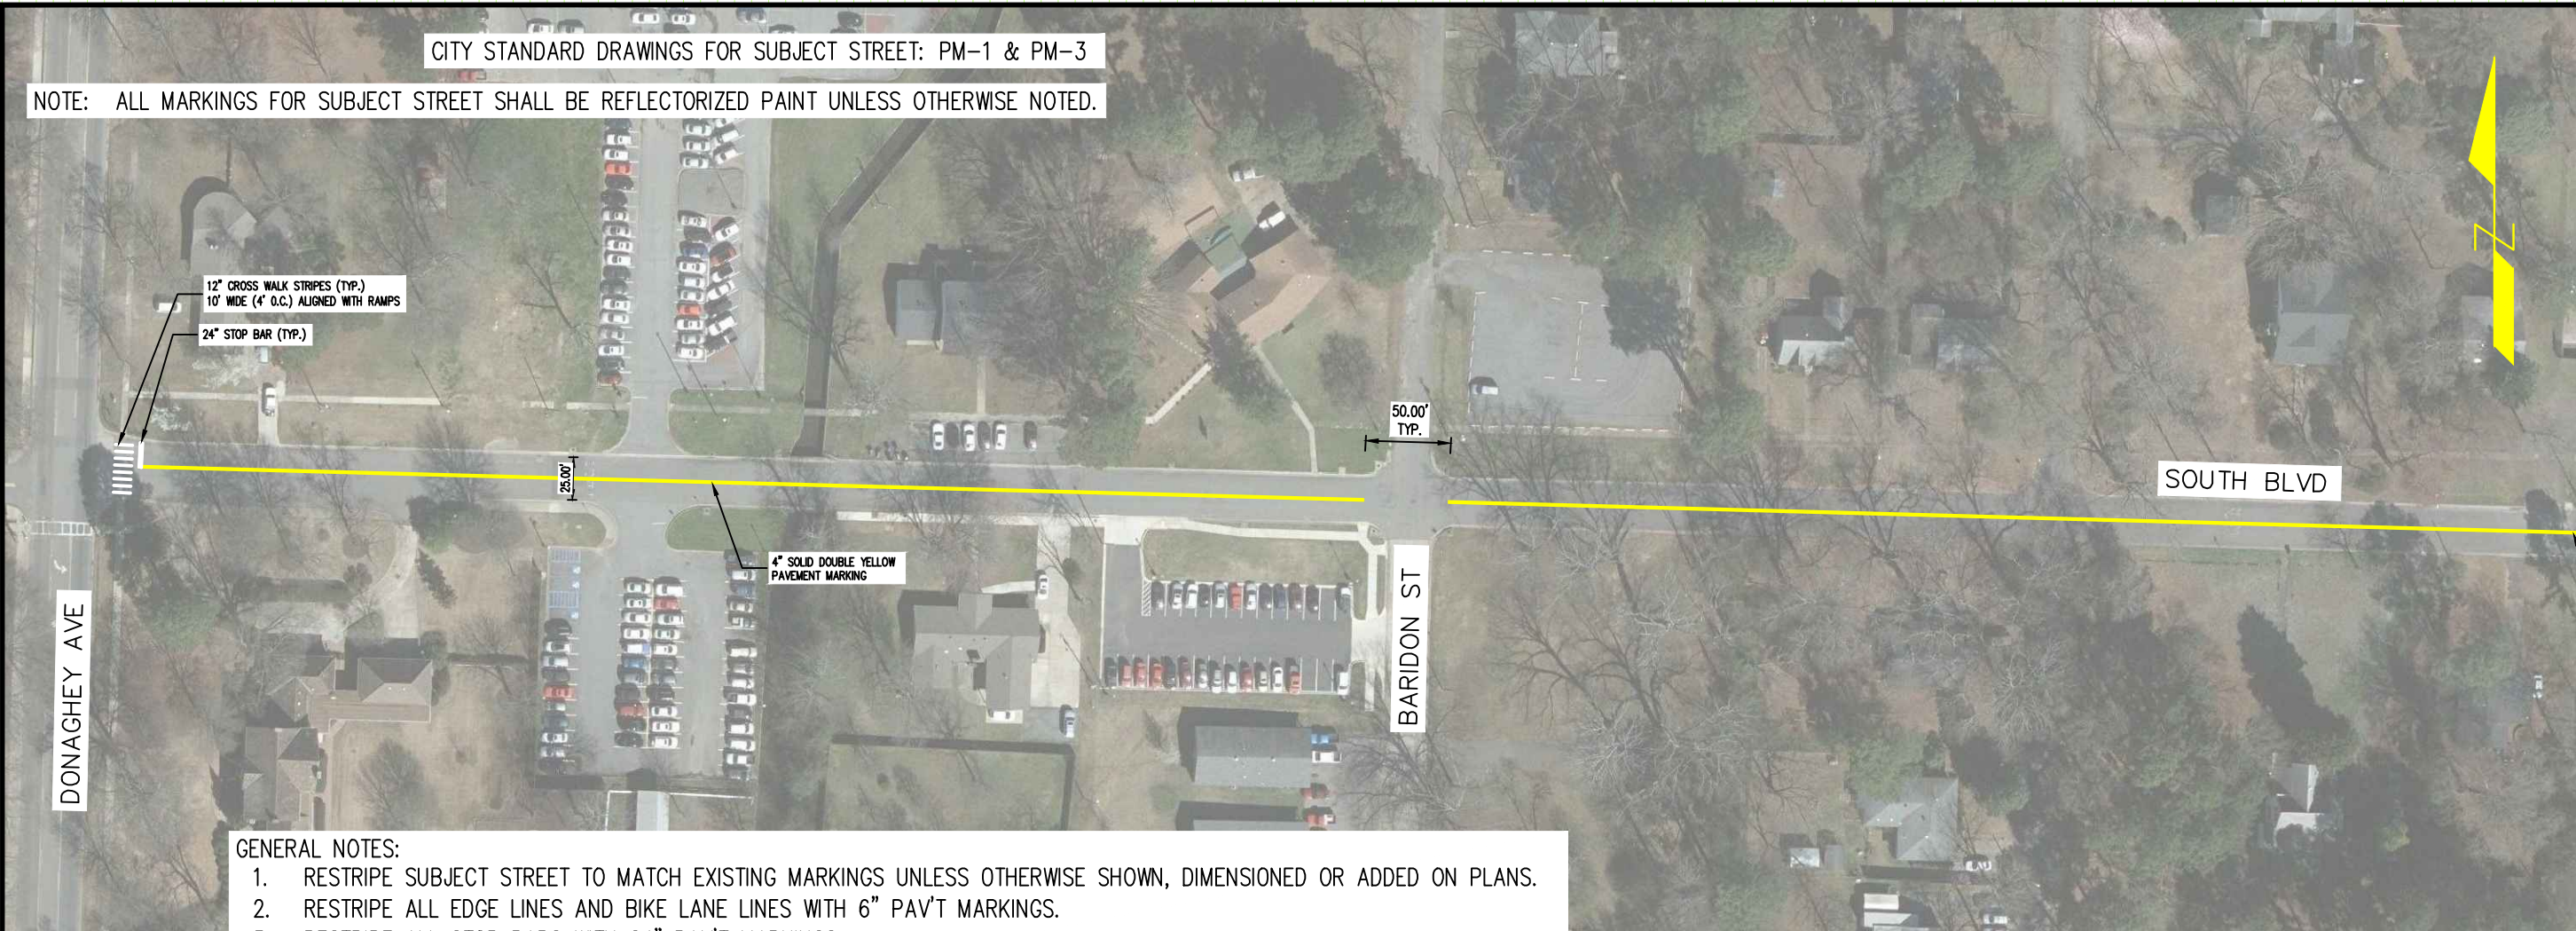 CITY STANDARD DRAWINGS FOR SUBJECT STREET: PM-1 & PM-3
NOTE: ALL MARKINGS FOR SUBJECT STREET SHALL BE REFLECTORIZED PAINT UNLESS OTHERWISE NOTED.
12" CROSS WALK STRIPES (TYP.)
10' WIDE (4' O.C.) ALIGNED WITH RAMPS
24" STOP BAR (TYP.)
50.00'
TYP.
25.00'
Z
SOUTH BLVD
4" SOLID DOUBLE YELLOW
PAVEMENT MARKING
DONAGHEY AVE
BARIDON ST
GENERAL NOTES:
1. RESTRIPE SUBJECT STREET TO MATCH EXISTING MARKINGS UNLESS OTHERWISE SHOWN, DIMENSIONED OR ADDED ON PLANS.
2. RESTRIPE ALL EDGE LINES AND BIKE LANE LINES WITH 6" PAV'T MARKINGS.